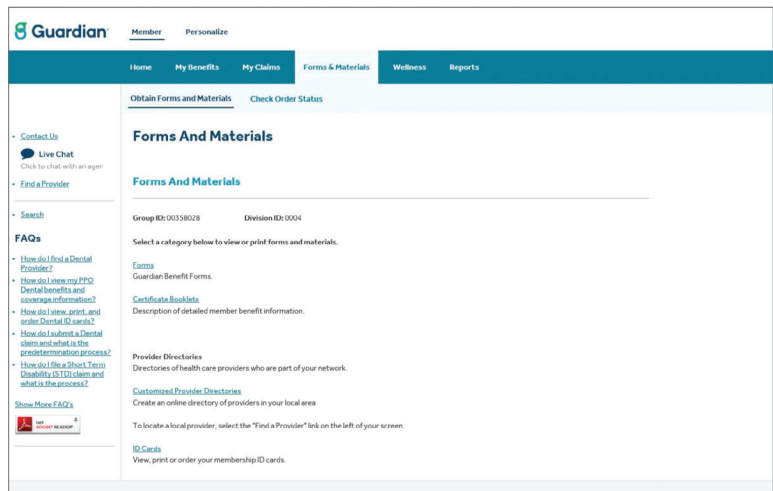 Guardian
Member Personalize
Home My Benefits My Claims Forms & Materials Wellness Reports
Obtain Forms and Materials Check Order Status
Contact Us
Live Chat
Click to chat with an agen
Find a Provider
Search
FAQs
How do I find a Dental
Provider?
How do I view my PPO
Dental benefits and
coverage information?
How do I view, print, and
order Dental ID cards?
How do I submit a Dental
claim and what is the
predetermination process?
How do I file a Short Term
Disability (STD) claim and
what is the process?
Show More FAQ's
Get
ADOBE® READER®
Forms And Materials
Forms And Materials
Group ID: 00358028 Division ID: 0004
Select a category below to view or print forms and materials.
Forms
Guardian Benefit Forms.
Certificate Booklets
Description of detailed member benefit information.
Provider Directories
Directories of health care providers who are part of your network.
Customized Provider Directories
Create an online directory of providers in your local area
To locate a local provider, select the "Find a Provider" link on the left of your screen.
ID Cards
View, print or order your membership ID cards.